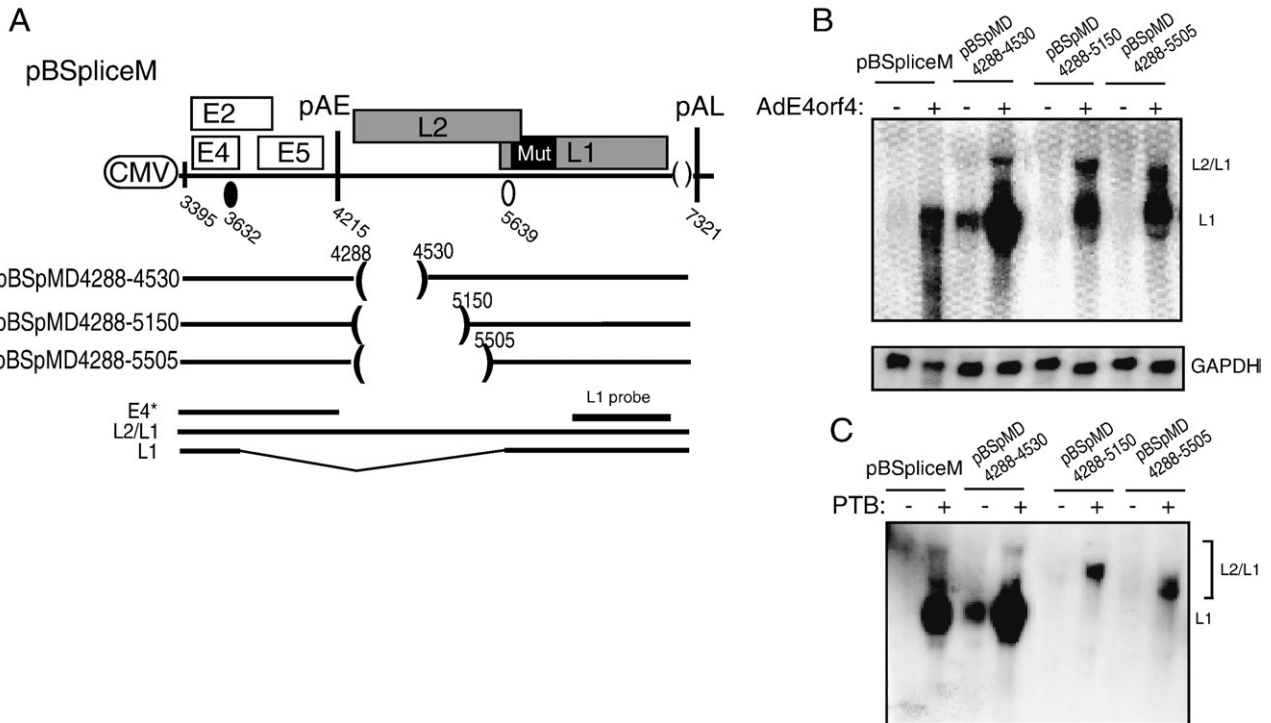 A
pBSpliceM
E2
E4
E5
pAE
L2
Mut
L1
pAL
CMV
( )
3395
3632
4215
5639
7321
4288
4530
pBSpMD4288-4530
5150
pBSpMD4288-5150
5505
pBSpMD4288-5505
E4*
L1 probe
L2/L1
L1
B
pBSpliceM
pBSpMD
4288-4530
pBSpMD
4288-5150
pBSpMD
4288-5505
AdE4orf4: - + - + - + - +
L2/L1
L1
GAPDH
C
pBSpliceM
pBSpMD
4288-4530
pBSpMD
4288-5150
pBSpMD
4288-5505
PTB: - + - + - + - +
L2/L1
L1